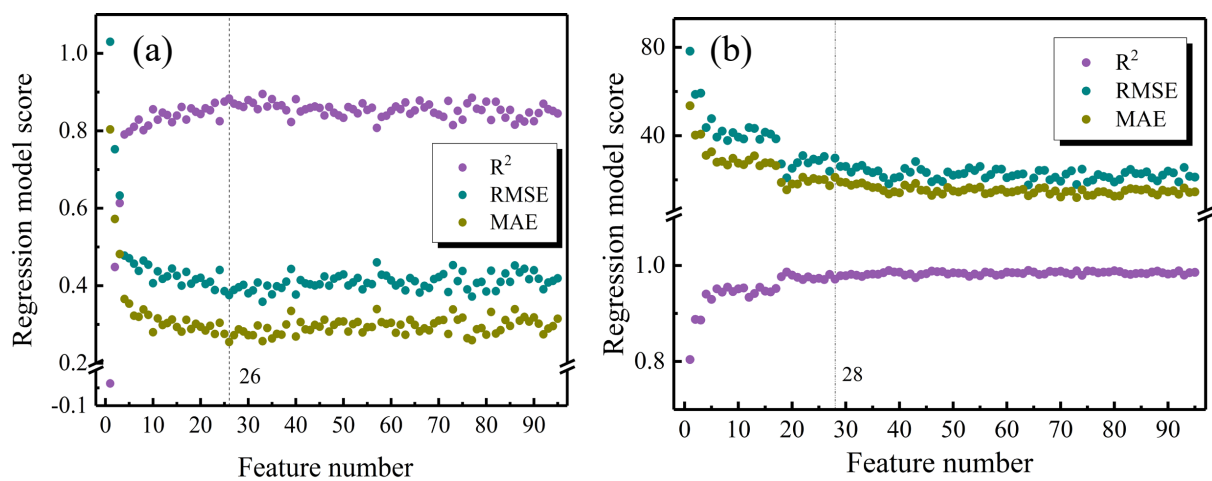 (a)
Regression model score
1.0
0.8
0.6
0.4
0.2
-0.1
R²
RMSE
MAE
26
0 10 20 30 40 50 60 70 80 90
Feature number
(b)
Regression model score
80
40
1.0
0.8
R²
RMSE
MAE
28
0 10 20 30 40 50 60 70 80 90
Feature number